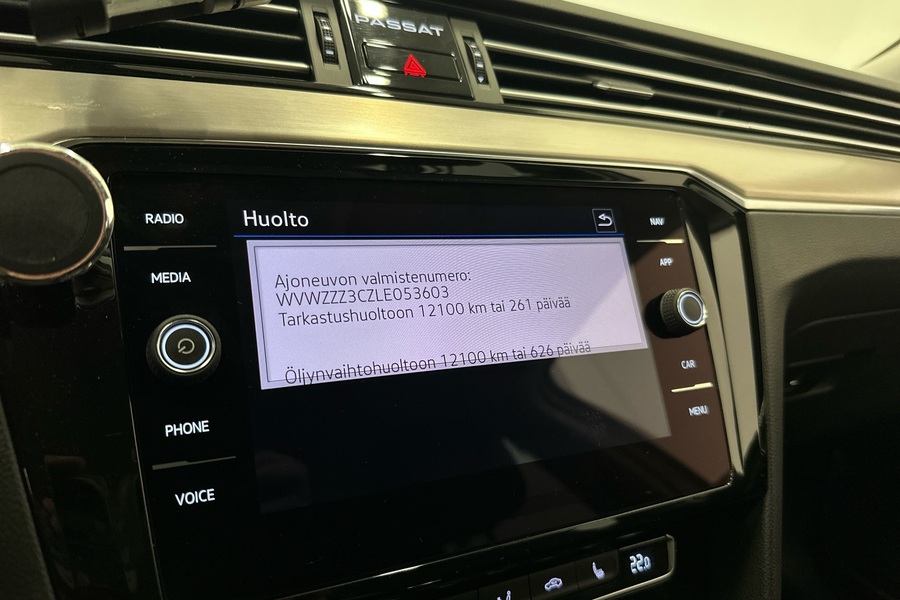 PASSAT
RADIO
MEDIA
PHONE
VOICE
Huolto
Ajoneuvon valmistenumero:
WVWZZZ3CZLE053603
Tarkastushuoltoon 12100 km tai 261 päivää
Öljynvaihtohuoltoon 12100 km tai 626 päivää
NAV
APP
CAR
MENU
22.0